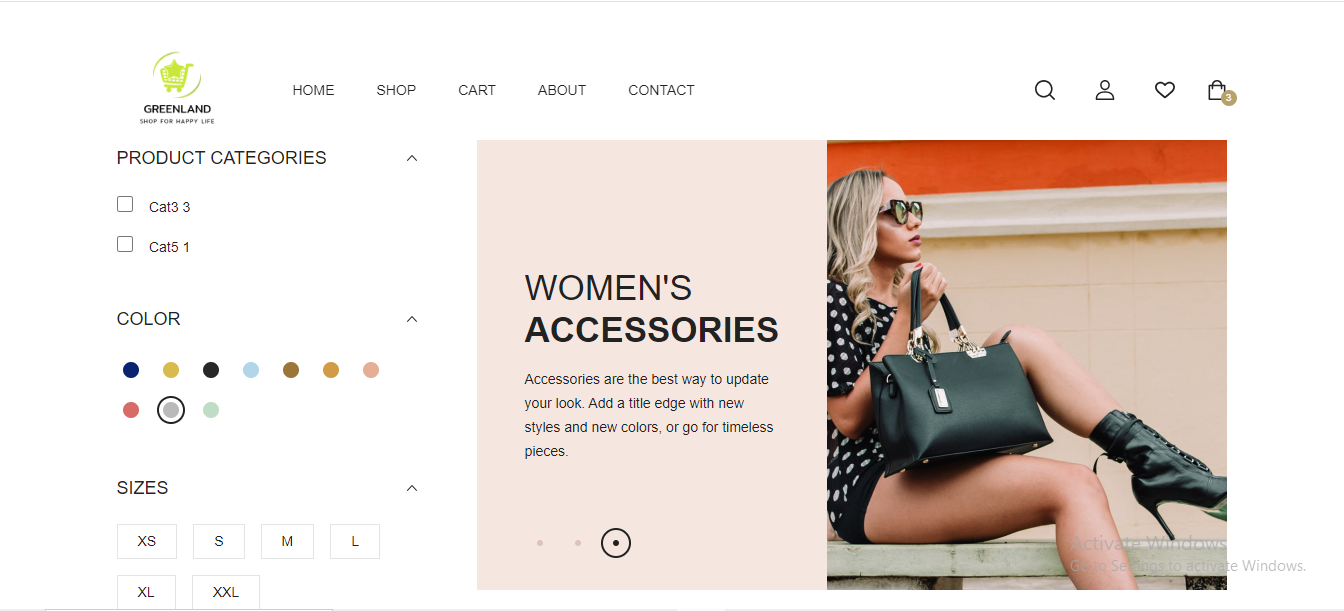 GREENLAND
SHOP FOR HAPPY LIFE
HOME SHOP CART ABOUT CONTACT
3
PRODUCT CATEGORIES
Cat3 3
Cat5 1
COLOR
SIZES
XS S M L
XL XXL
WOMEN'S
ACCESSORIES
Accessories are the best way to update
your look. Add a title edge with new
styles and new colors, or go for timeless
pieces.
Activate Windows
Go to Settings to activate Windows.